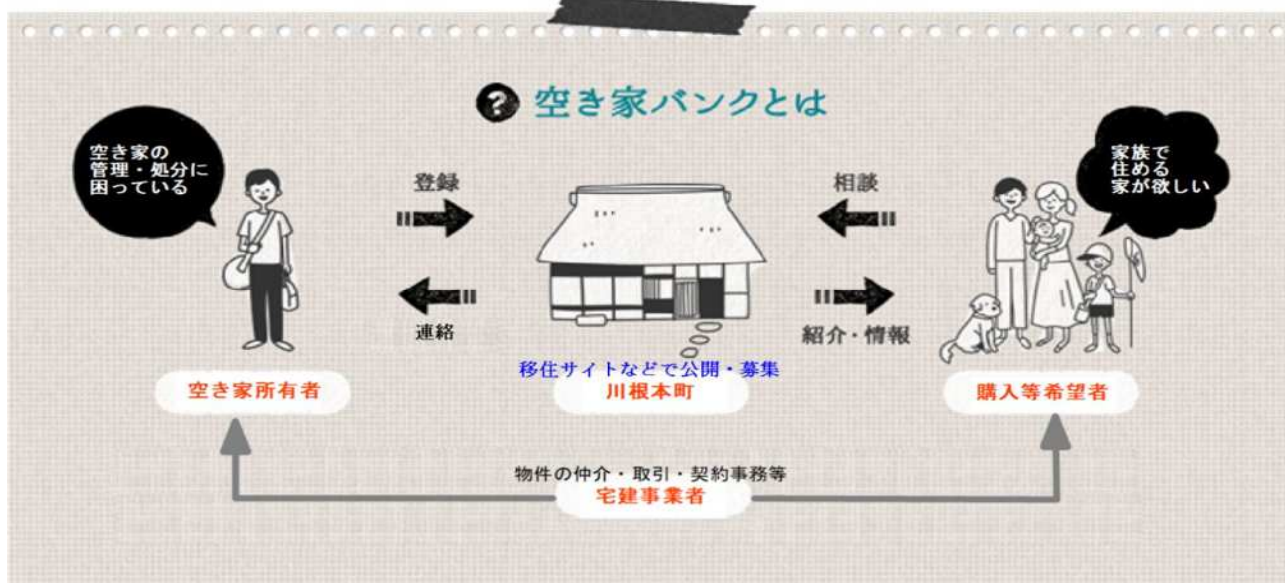 ? 空き家バンクとは
空き家の
管理・処分に
困っている
登録
連絡
相談
紹介・情報
家族で
住める
家が欲しい
移住サイトなどで公開・募集
空き家所有者
川根本町
購入等希望者
物件の仲介・取引・契約事務等
宅建事業者